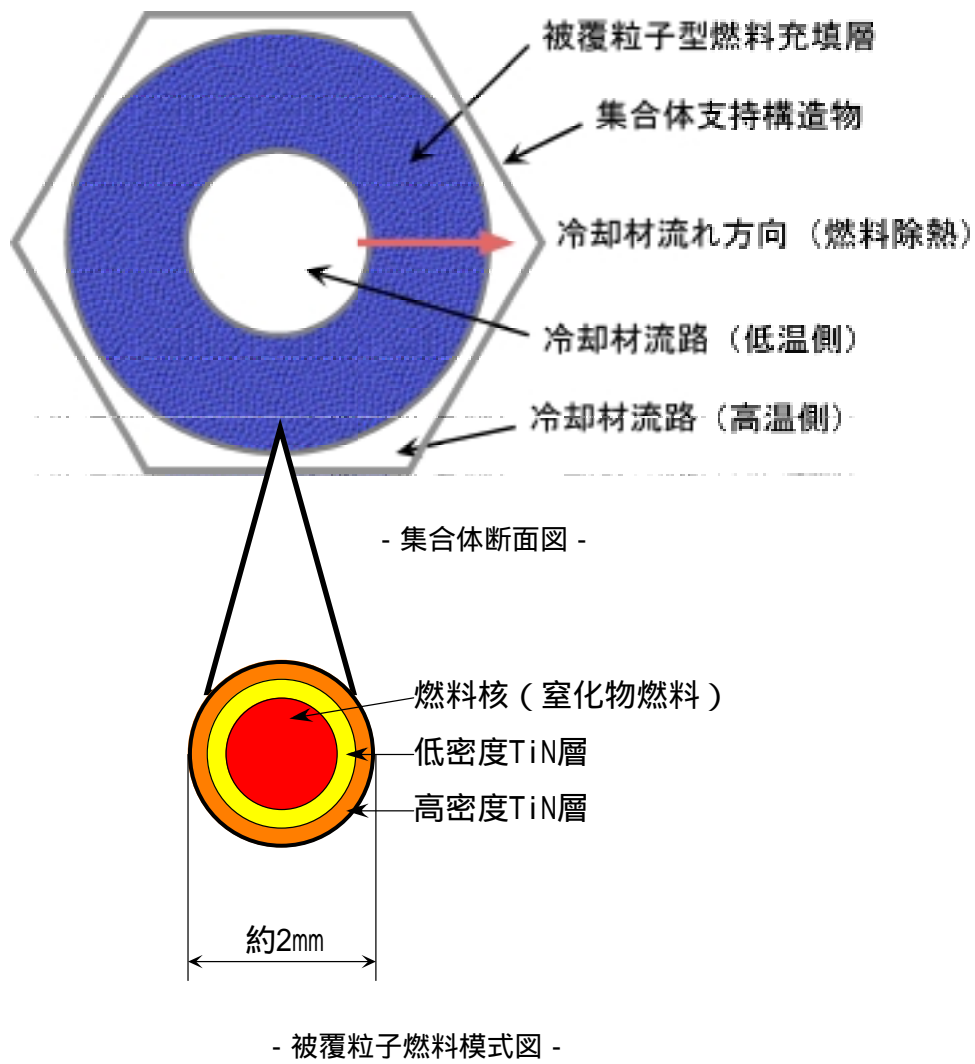 被覆粒子型燃料充填層
集合体支持構造物
冷却材流れ方向（燃料除熱）
冷却材流路（低温側）
冷却材流路（高温側）
- 集合体断面図 -
燃料核（窒化物燃料）
低密度TiN層
高密度TiN層
約2㎜
- 被覆粒子燃料模式図 -